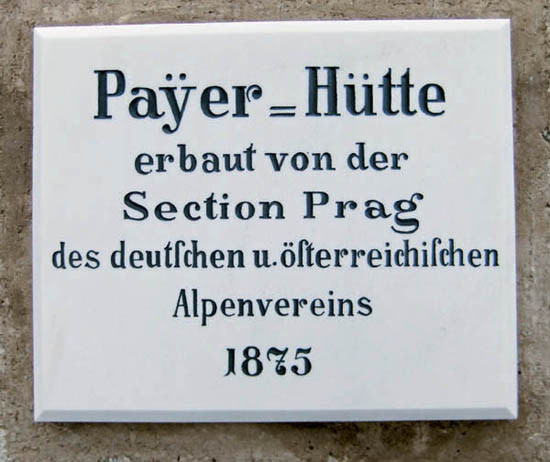 Paÿer=Hütte
erbaut von der
Section Prag
des deutſchen u. öſterreichiſchen
Alpenvereins
1875